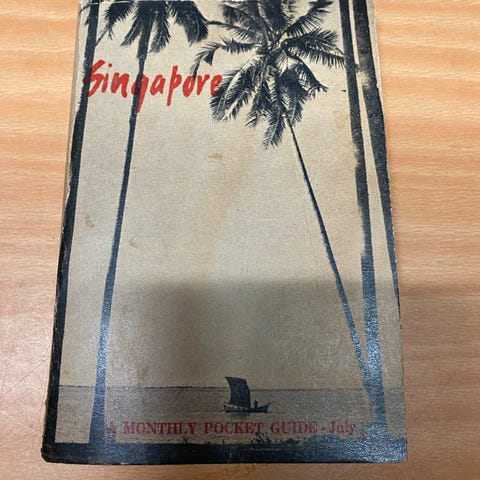 Singapore
A MONTHLY POCKET GUIDE - July